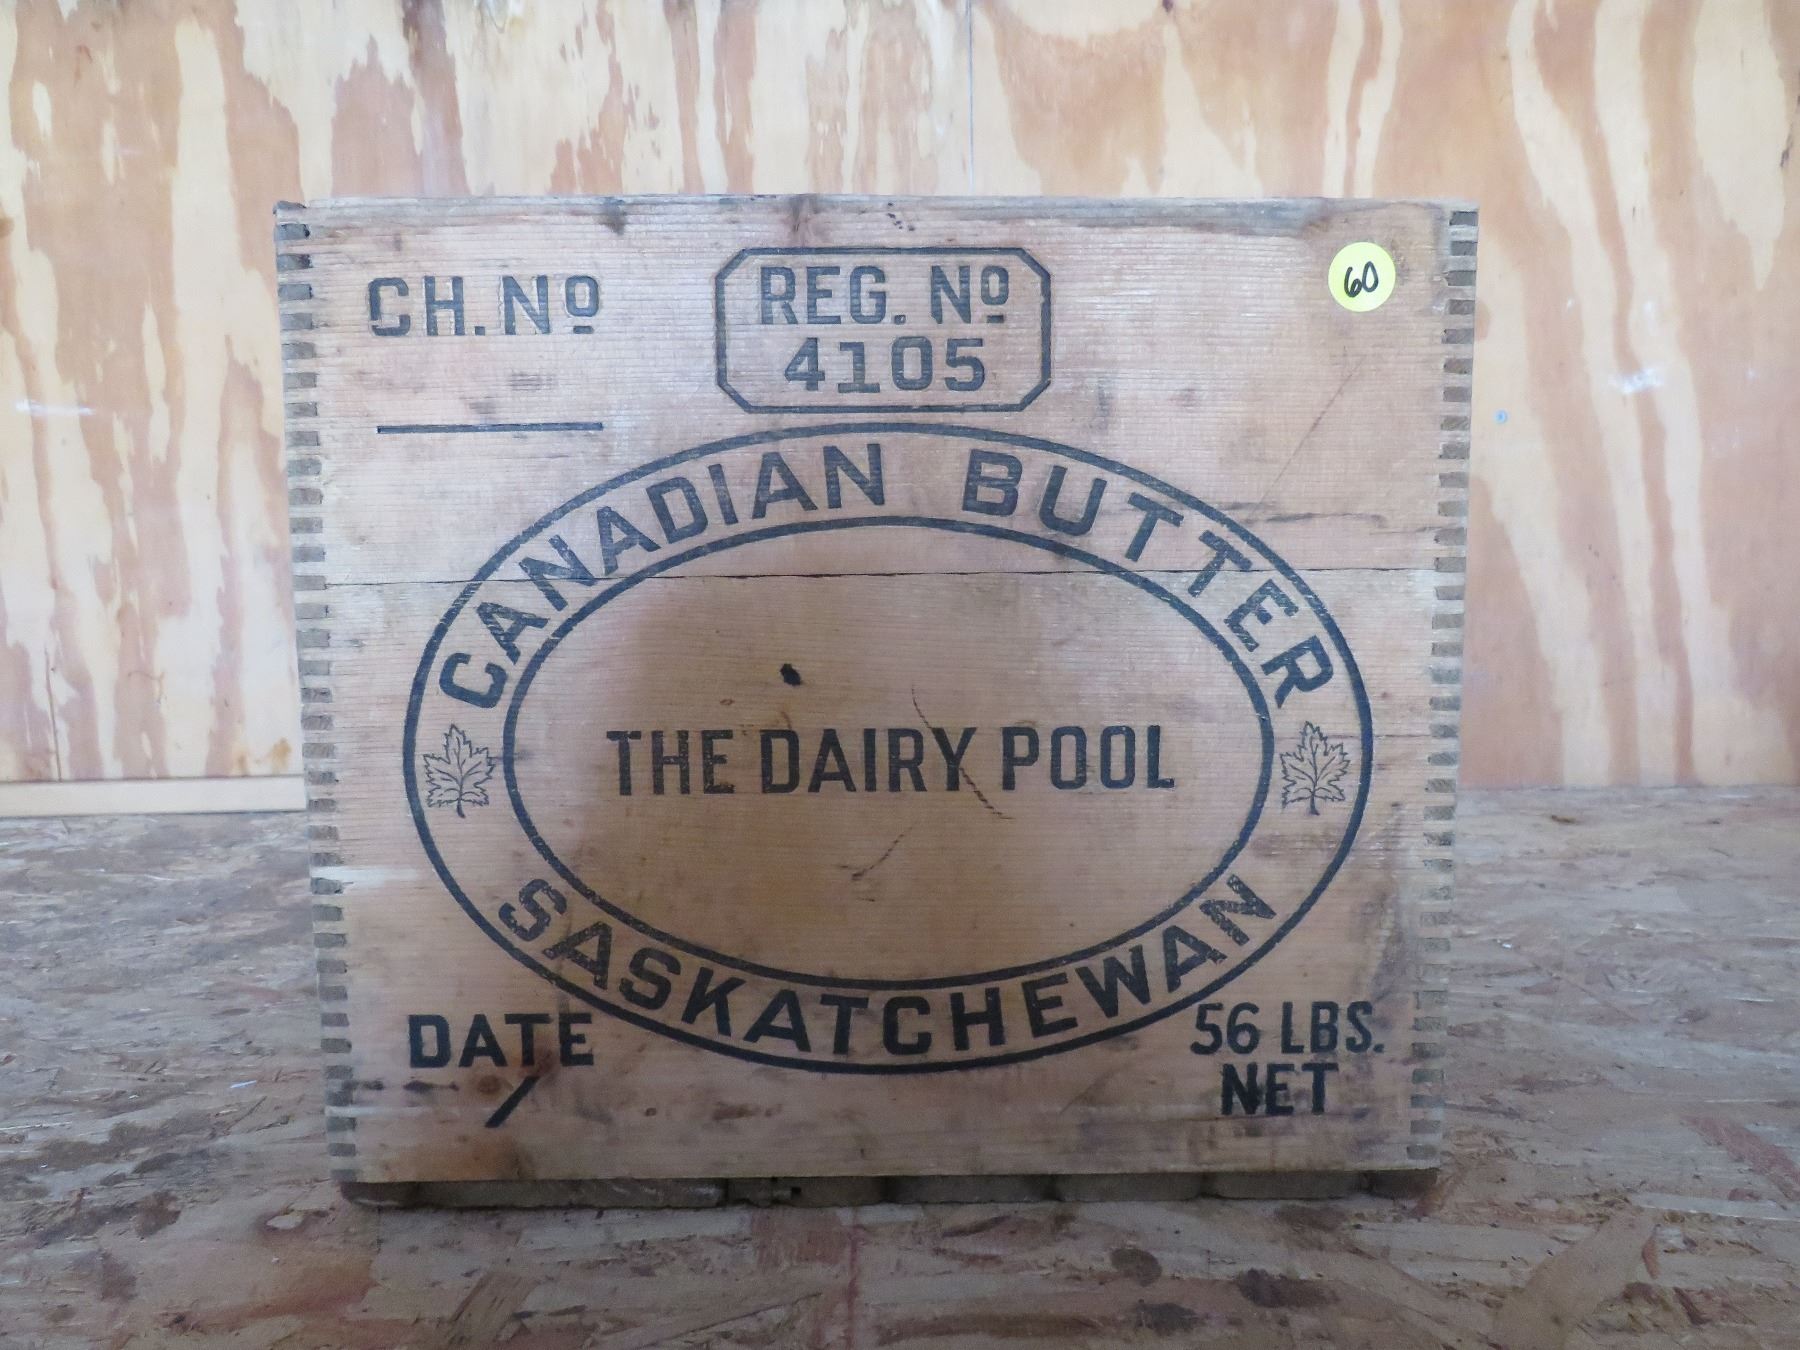 CH. Nº
REG. Nº
4105
60
CANADIAN BUTTER
THE DAIRY POOL
SASKATCHEWAN
DATE
56 LBS.
NET